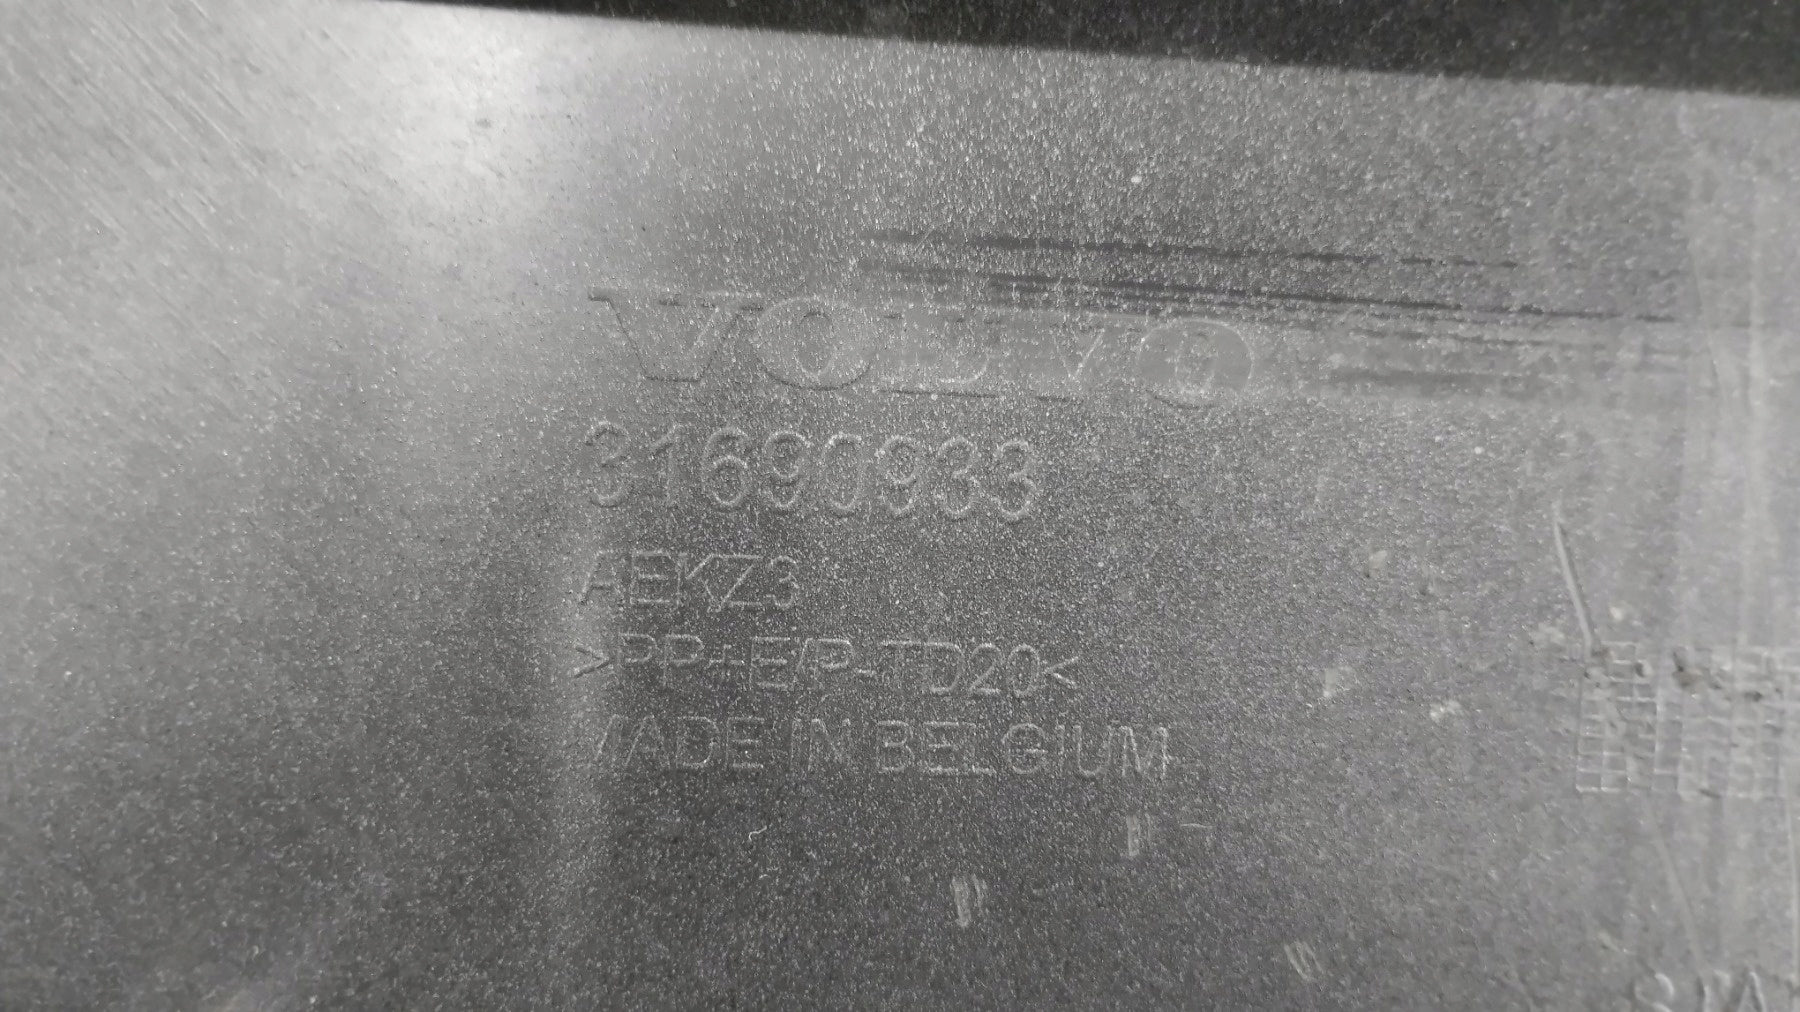 VOLVO
31690933
AEKZ3
>PP+E/P-TD20<
MADE IN BELGIUM